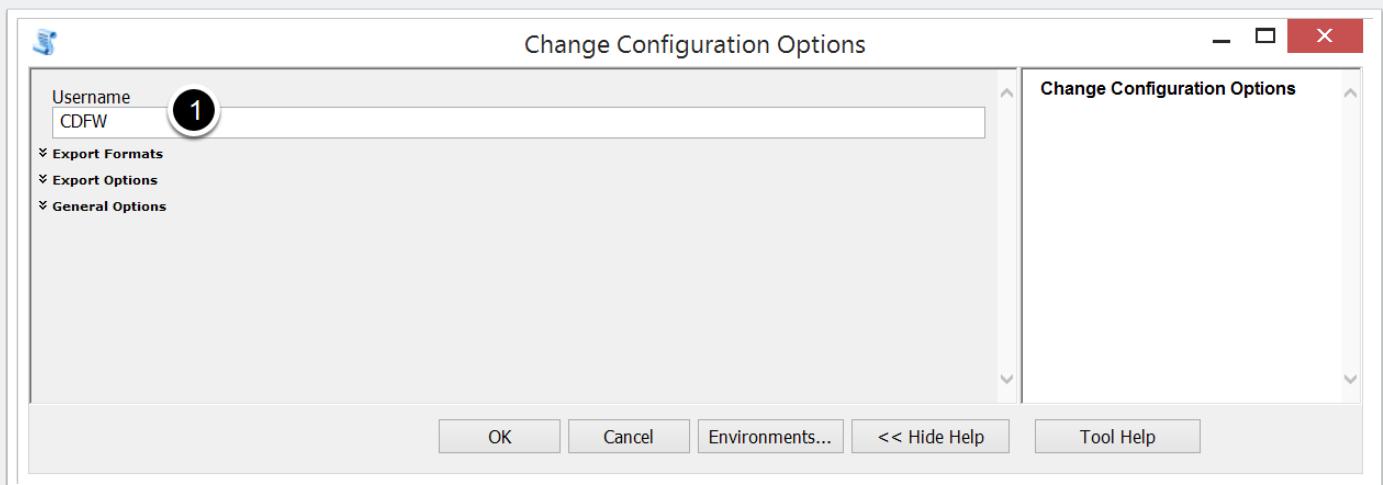 Change Configuration Options
Username
1
CDFW
Export Formats
Export Options
General Options
Change Configuration Options
OK
Cancel
Environments...
<< Hide Help
Tool Help